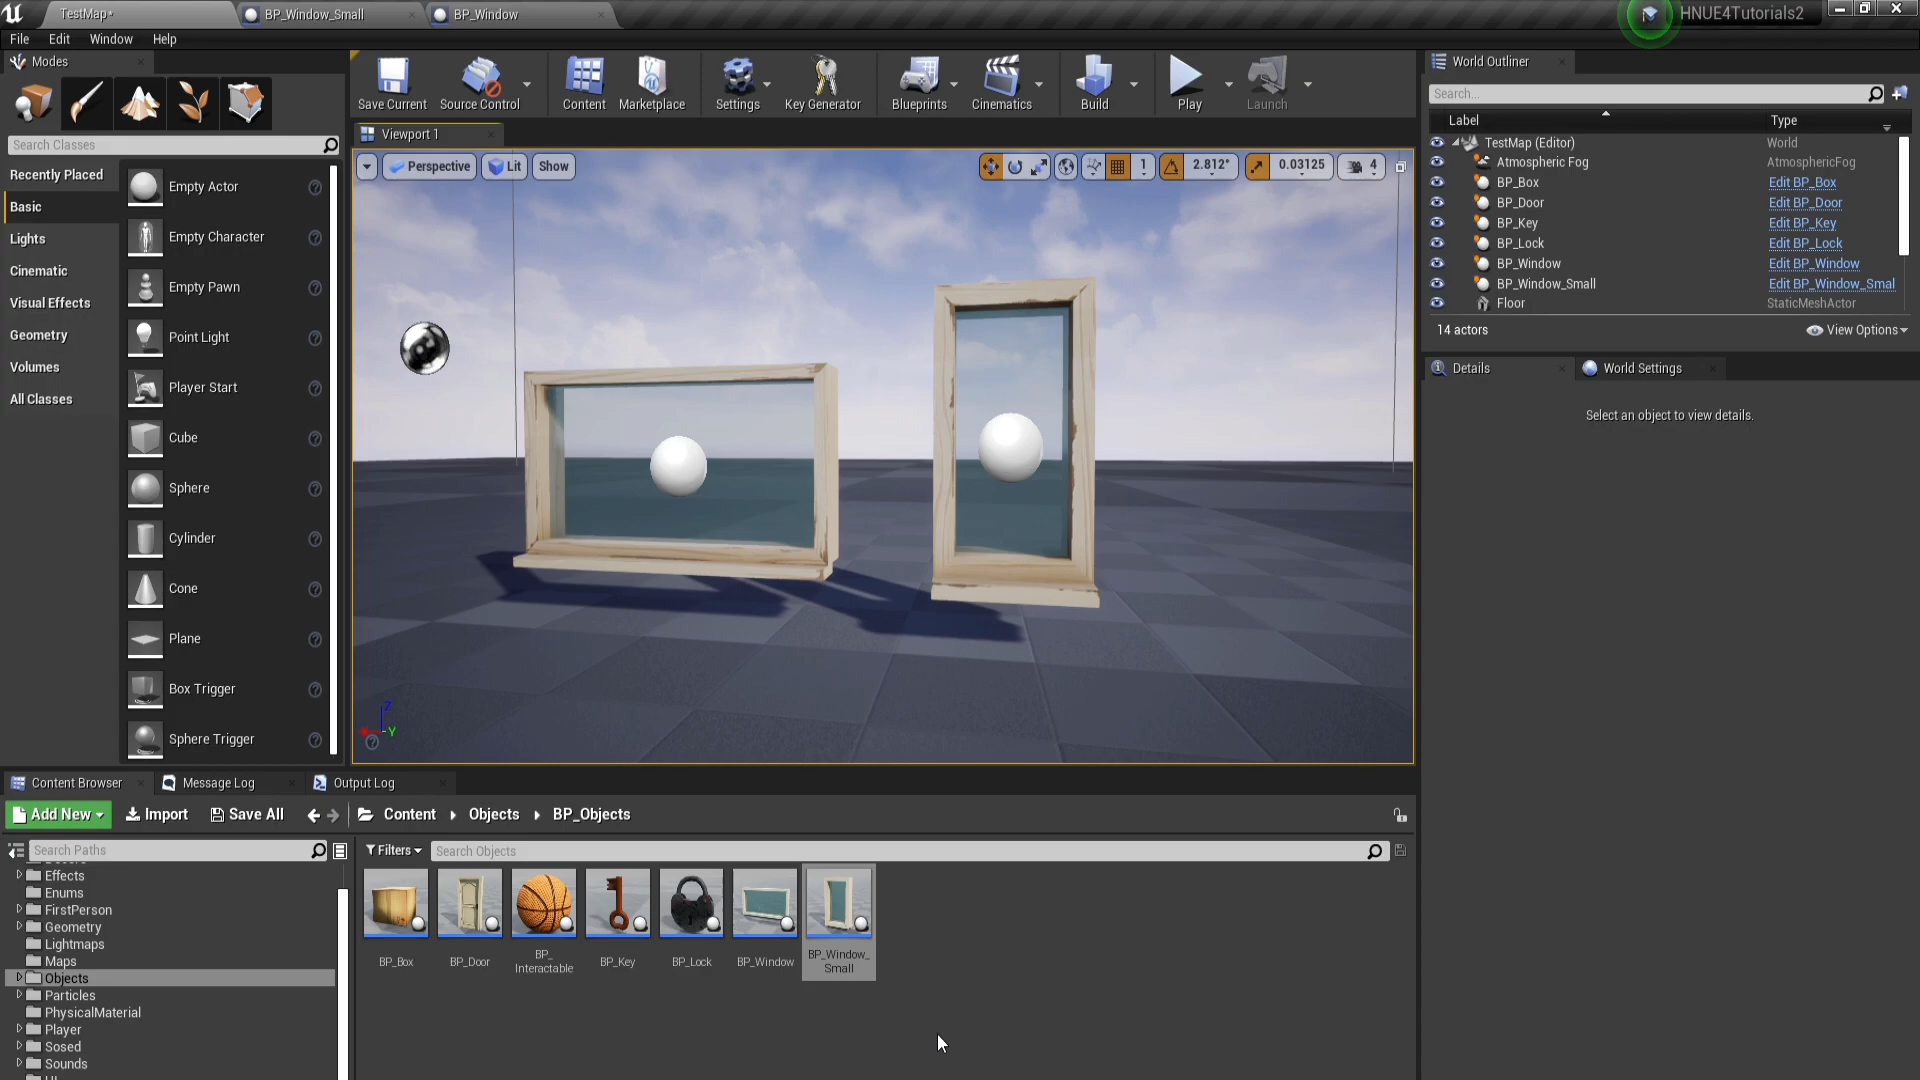 TestMap*
BP_Window_Small
BP_Window
HNUE4Tutorials2
File Edit Window Help
Modes
Search Classes
Recently Placed
Basic
Lights
Cinematic
Visual Effects
Geometry
Volumes
All Classes
Empty Actor
Empty Character
Empty Pawn
Point Light
Player Start
Cube
Sphere
Cylinder
Cone
Plane
Box Trigger
Sphere Trigger
Save Current
Source Control
Content
Marketplace
Settings
Key Generator
Blueprints
Cinematics
Build
Play
Launch
Viewport 1
Perspective
Lit
Show
1
2.812°
0.03125
4
Z
Y
World Outliner
Search...
Label Type
TestMap (Editor) World
Atmospheric Fog AtmosphericFog
BP_Box Edit BP_Box
BP_Door Edit BP_Door
BP_Key Edit BP_Key
BP_Lock Edit BP_Lock
BP_Window Edit BP_Window
BP_Window_Small Edit BP_Window_Smal
Floor StaticMeshActor
14 actors
View Options
Details
World Settings
Select an object to view details.
Content Browser
Message Log
Output Log
Add New
Import
Save All
Content
Objects
BP_Objects
Search Paths
Filters
Search Objects
Effects
Enums
FirstPerson
Geometry
Lightmaps
Maps
Objects
Particles
PhysicalMaterial
Player
Sosed
Sounds
BP_Box
BP_Door
BP_
Interactable
BP_Key
BP_Lock
BP_Window
BP_Window_
Small